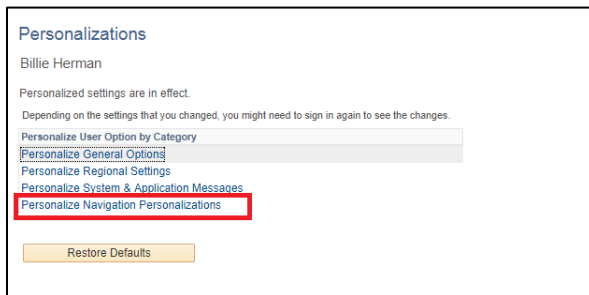 Personalizations
Billie Herman
Personalized settings are in effect.
Depending on the settings that you changed, you might need to sign in again to see the changes.
Personalize User Option by Category
Personalize General Options
Personalize Regional Settings
Personalize System & Application Messages
Personalize Navigation Personalizations
Restore Defaults